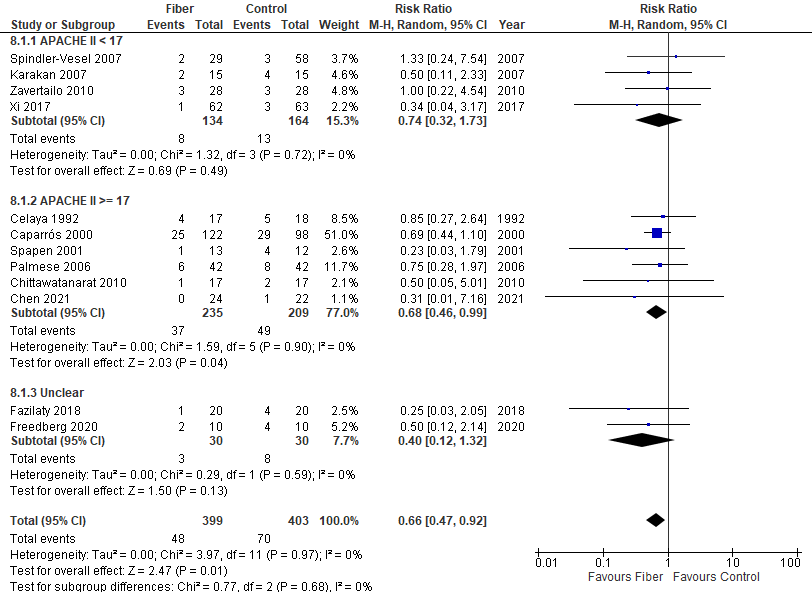 Fiber Control Risk Ratio Risk Ratio
Study or Subgroup Events Total Events Total Weight M-H, Random, 95% CI Year M-H, Random, 95% CI
8.1.1 APACHE II < 17
Spindler-Vesel 2007 2 29 3 58 3.7% 1.33 [0.24, 7.54] 2007
Karakan 2007 2 15 4 15 4.6% 0.50 [0.11, 2.33] 2007
Zavertailo 2010 3 28 3 28 4.8% 1.00 [0.22, 4.54] 2010
Xi 2017 1 62 3 63 2.2% 0.34 [0.04, 3.17] 2017
Subtotal (95% CI) 134 164 15.3% 0.74 [0.32, 1.73]
Total events 8 13
Heterogeneity: Tau² = 0.00; Chi² = 1.32, df = 3 (P = 0.72); I² = 0%
Test for overall effect: Z = 0.69 (P = 0.49)
8.1.2 APACHE II >= 17
Celaya 1992 4 17 5 18 8.5% 0.85 [0.27, 2.64] 1992
Caparrós 2000 25 122 29 98 51.0% 0.69 [0.44, 1.10] 2000
Spapen 2001 1 13 4 12 2.6% 0.23 [0.03, 1.79] 2001
Palmese 2006 6 42 8 42 11.7% 0.75 [0.28, 1.97] 2006
Chittawatanarat 2010 1 17 2 17 2.1% 0.50 [0.05, 5.01] 2010
Chen 2021 0 24 1 22 1.1% 0.31 [0.01, 7.16] 2021
Subtotal (95% CI) 235 209 77.0% 0.68 [0.46, 0.99]
Total events 37 49
Heterogeneity: Tau² = 0.00; Chi² = 1.59, df = 5 (P = 0.90); I² = 0%
Test for overall effect: Z = 2.03 (P = 0.04)
8.1.3 Unclear
Fazilaty 2018 1 20 4 20 2.5% 0.25 [0.03, 2.05] 2018
Freedberg 2020 2 10 4 10 5.2% 0.50 [0.12, 2.14] 2020
Subtotal (95% CI) 30 30 7.7% 0.40 [0.12, 1.32]
Total events 3 8
Heterogeneity: Tau² = 0.00; Chi² = 0.29, df = 1 (P = 0.59); I² = 0%
Test for overall effect: Z = 1.50 (P = 0.13)
Total (95% CI) 399 403 100.0% 0.66 [0.47, 0.92]
Total events 48 70
Heterogeneity: Tau² = 0.00; Chi² = 3.97, df = 11 (P = 0.97); I² = 0%
Test for overall effect: Z = 2.47 (P = 0.01)
Test for subgroup differences: Chi² = 0.77, df = 2 (P = 0.68), I² = 0%
0.01 0.1 1 10 100
Favours Fiber Favours Control